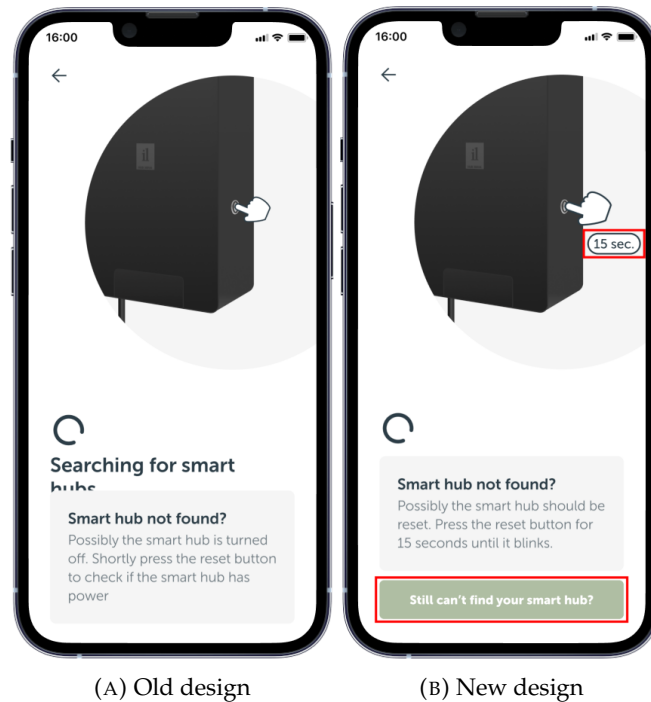 16:00
Searching for smart
hubs
Smart hub not found?
Possibly the smart hub is turned
off. Shortly press the reset button
to check if the smart hub has
power
(A) Old design
16:00
15 sec.
Smart hub not found?
Possibly the smart hub should be
reset. Press the reset button for
15 seconds until it blinks.
Still can't find your smart hub?
(B) New design